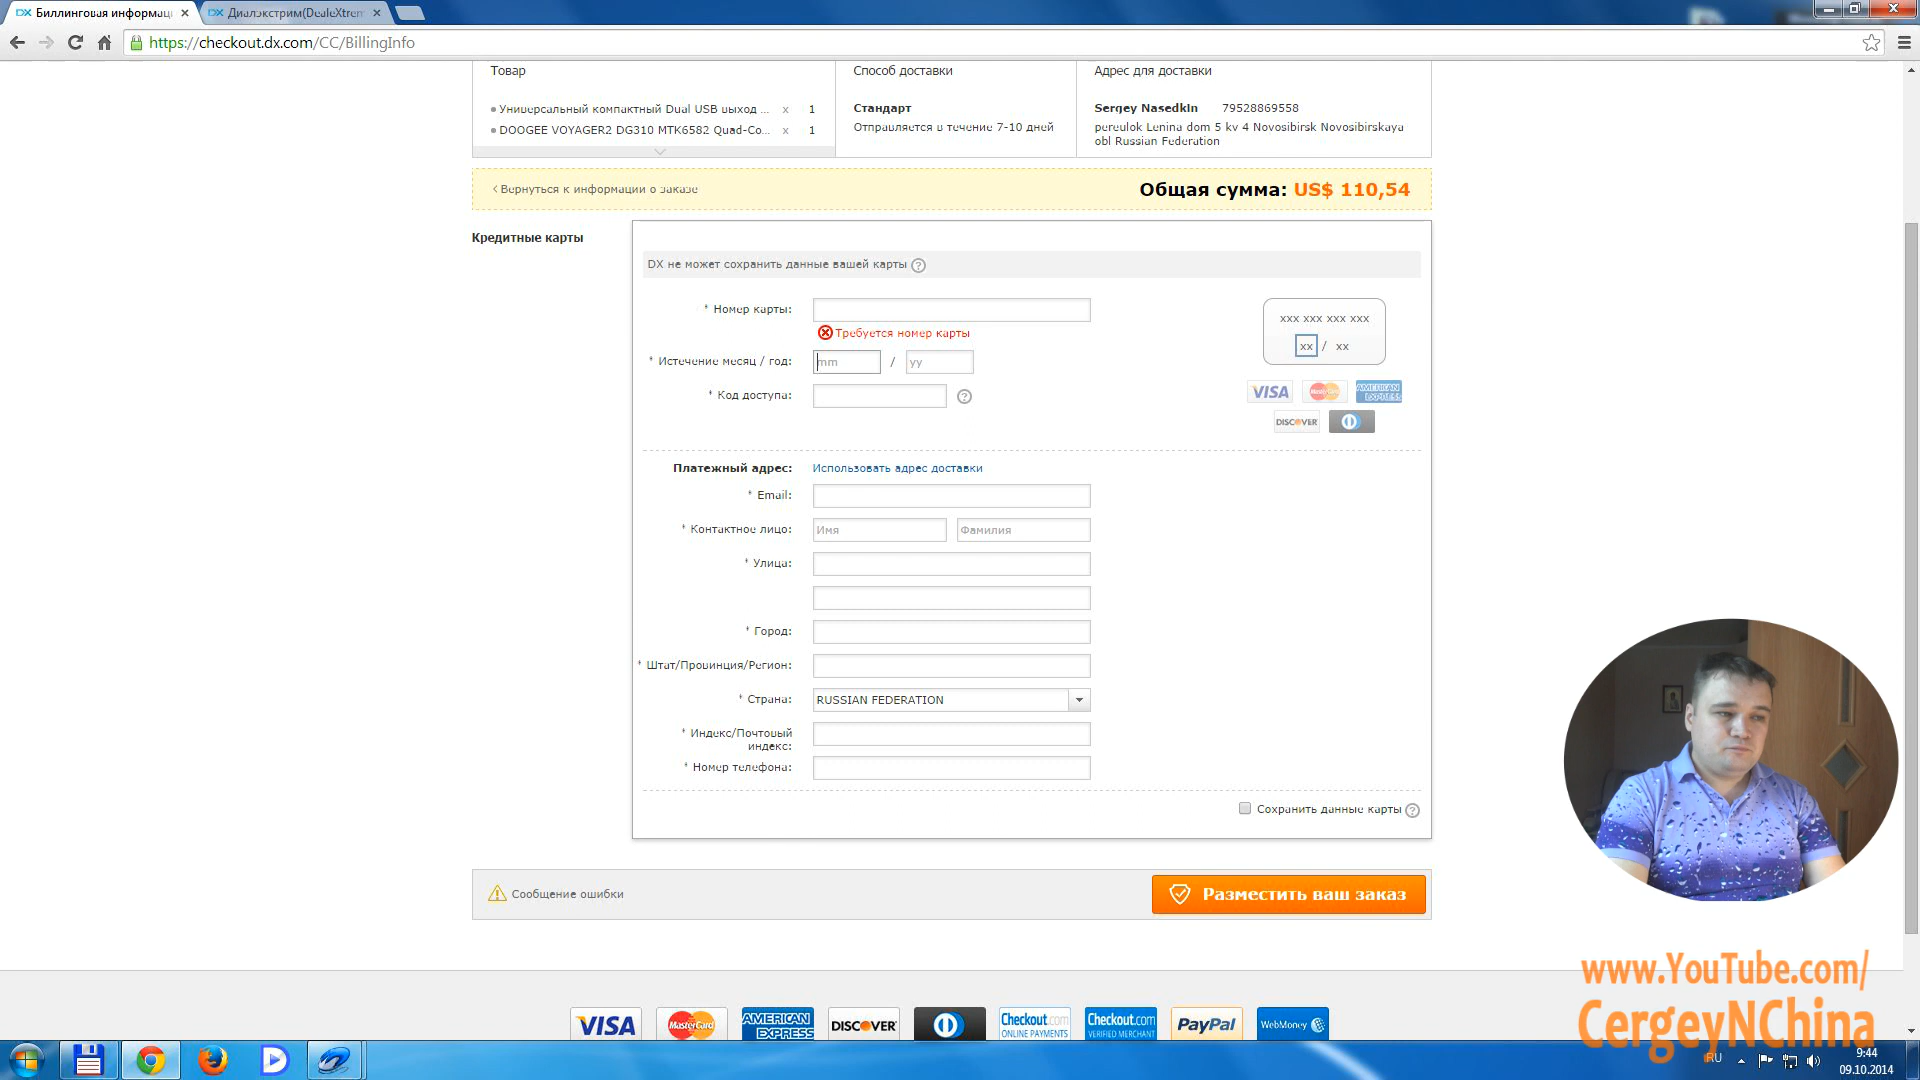 Биллинговая информац
Диалэкстрим(DealeXtrem
https://checkout.dx.com/CC/BillingInfo
Товар
Способ доставки
Адрес для доставки
Универсальный компактный Dual USB выход ... x 1
DOOGEE VOYAGER2 DG310 MTK6582 Quad-Co... x 1
Стандарт
Отправляется в течение 7-10 дней
Sergey Nasedkin 79528869558
pereulok Lenina dom 5 kv 4 Novosibirsk Novosibirskaya
obl Russian Federation
Вернуться к информации о заказе
Общая сумма: US$ 110,54
Кредитные карты
DX не может сохранить данные вашей карты ?
* Номер карты:
Требуется номер карты
* Истечение месяц / год: mm / yy
* Код доступа: ?
xxx xxx xxx xxx
xx / xx
VISA MasterCard AMERICAN EXPRESS
DISCOVER
Платежный адрес: Использовать адрес доставки
* Email:
* Контактное лицо: Имя Фамилия
* Улица:
* Город:
* Штат/Провинция/Регион:
* Страна: RUSSIAN FEDERATION
* Индекс/Почтовый
индекс:
* Номер телефона:
Сохранить данные карты ?
Сообщение ошибки
Разместить ваш заказ
VISA MasterCard AMERICAN EXPRESS DISCOVER Checkout.com ONLINE PAYMENTS Checkout.com VERIFIED MERCHANT PayPal WebMoney
www.YouTube.com/
CergeyNChina
RU
9:44
09.10.2014